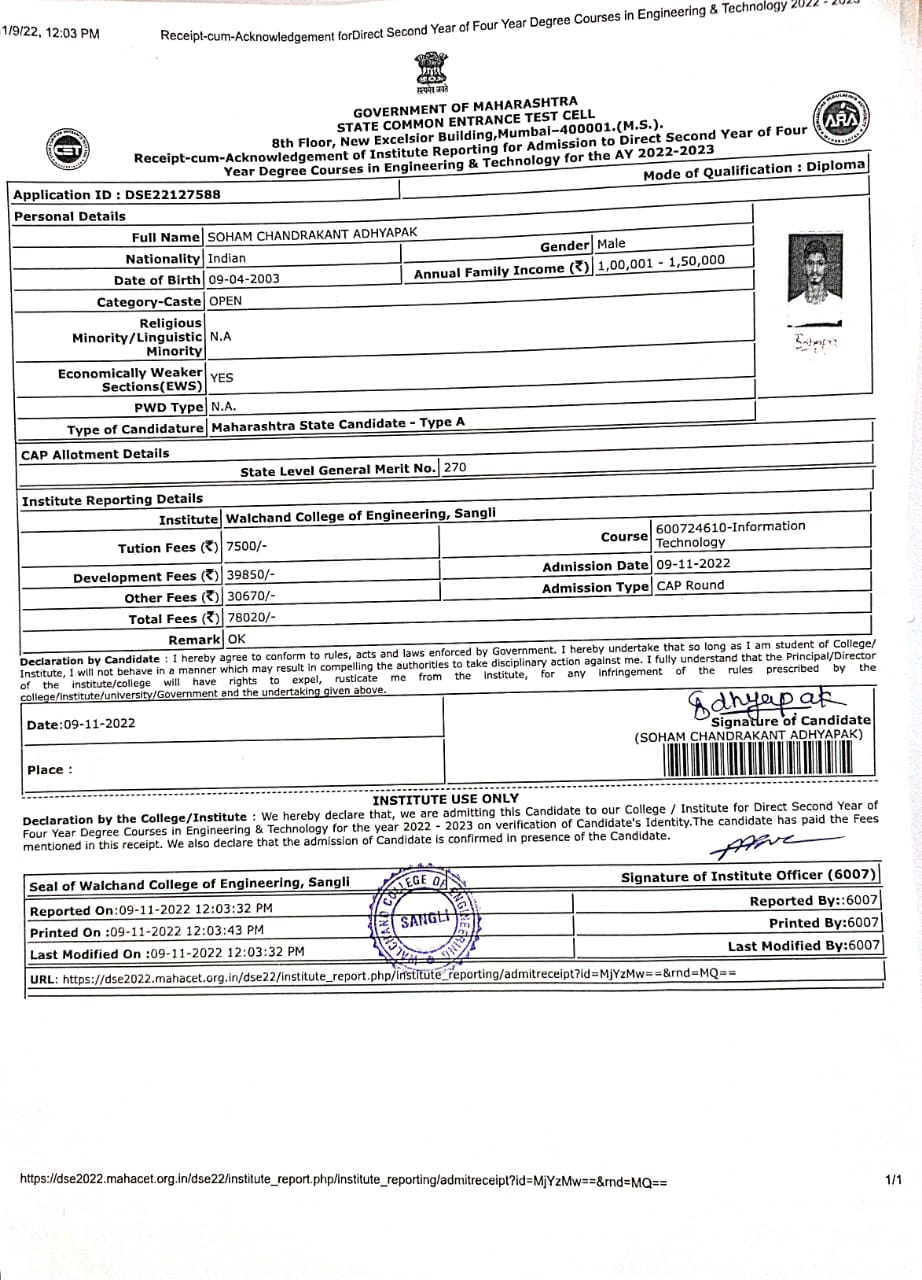 1/9/22, 12:03 PM
Receipt-cum-Acknowledgement forDirect Second Year of Four Year Degree Courses in Engineering & Technology 2022 - 2023
सत्यमेव जयते
GOVERNMENT OF MAHARASHTRA
STATE COMMON ENTRANCE TEST CELL
8th Floor, New Excelsior Building,Mumbai-400001.(M.S.).
Receipt-cum-Acknowledgement of Institute Reporting for Admission to Direct Second Year of Four
Year Degree Courses in Engineering & Technology for the AY 2022-2023
CET
ARA
Application ID : DSE22127588
Mode of Qualification : Diploma
Personal Details
Full Name SOHAM CHANDRAKANT ADHYAPAK
Nationality Indian
Gender Male
Date of Birth 09-04-2003
Annual Family Income (₹) 1,00,001 - 1,50,000
Category-Caste OPEN
Religious
Minority/Linguistic N.A
Minority
Economically Weaker
Sections(EWS) YES
PWD Type N.A.
Type of Candidature Maharashtra State Candidate - Type A
CAP Allotment Details
State Level General Merit No. 270
Institute Reporting Details
Institute Walchand College of Engineering, Sangli
Tution Fees (₹) 7500/-
Course 600724610-Information
Technology
Development Fees (₹) 39850/-
Admission Date 09-11-2022
Other Fees (₹) 30670/-
Admission Type CAP Round
Total Fees (₹) 78020/-
Remark OK
Declaration by Candidate : I hereby agree to conform to rules, acts and laws enforced by Government. I hereby undertake that so long as I am student of College/
Institute, I will not behave in a manner which may result in compelling the authorities to take disciplinary action against me. I fully understand that the Principal/Director
of the institute/college will have rights to expel, rusticate me from the institute, for any infringement of the rules prescribed by the
college/institute/university/Government and the undertaking given above.
Date:09-11-2022
Adhyapak
Signature of Candidate
(SOHAM CHANDRAKANT ADHYAPAK)
Place :
INSTITUTE USE ONLY
Declaration by the College/Institute : We hereby declare that, we are admitting this Candidate to our College / Institute for Direct Second Year of
Four Year Degree Courses in Engineering & Technology for the year 2022 - 2023 on verification of Candidate's Identity.The candidate has paid the Fees
mentioned in this receipt. We also declare that the admission of Candidate is confirmed in presence of the Candidate.
Seal of Walchand College of Engineering, Sangli
Signature of Institute Officer (6007)
WALCHAND COLLEGE OF ENGINEERING
SANGLI
Reported On:09-11-2022 12:03:32 PM
Reported By::6007
Printed On :09-11-2022 12:03:43 PM
Printed By:6007
Last Modified On :09-11-2022 12:03:32 PM
Last Modified By:6007
URL: https://dse2022.mahacet.org.in/dse22/institute_report.php/institute_reporting/admitreceipt?id=MjYzMw==&rnd=MQ==
https://dse2022.mahacet.org.in/dse22/institute_report.php/institute_reporting/admitreceipt?id=MjYzMw==&rnd=MQ==
1/1